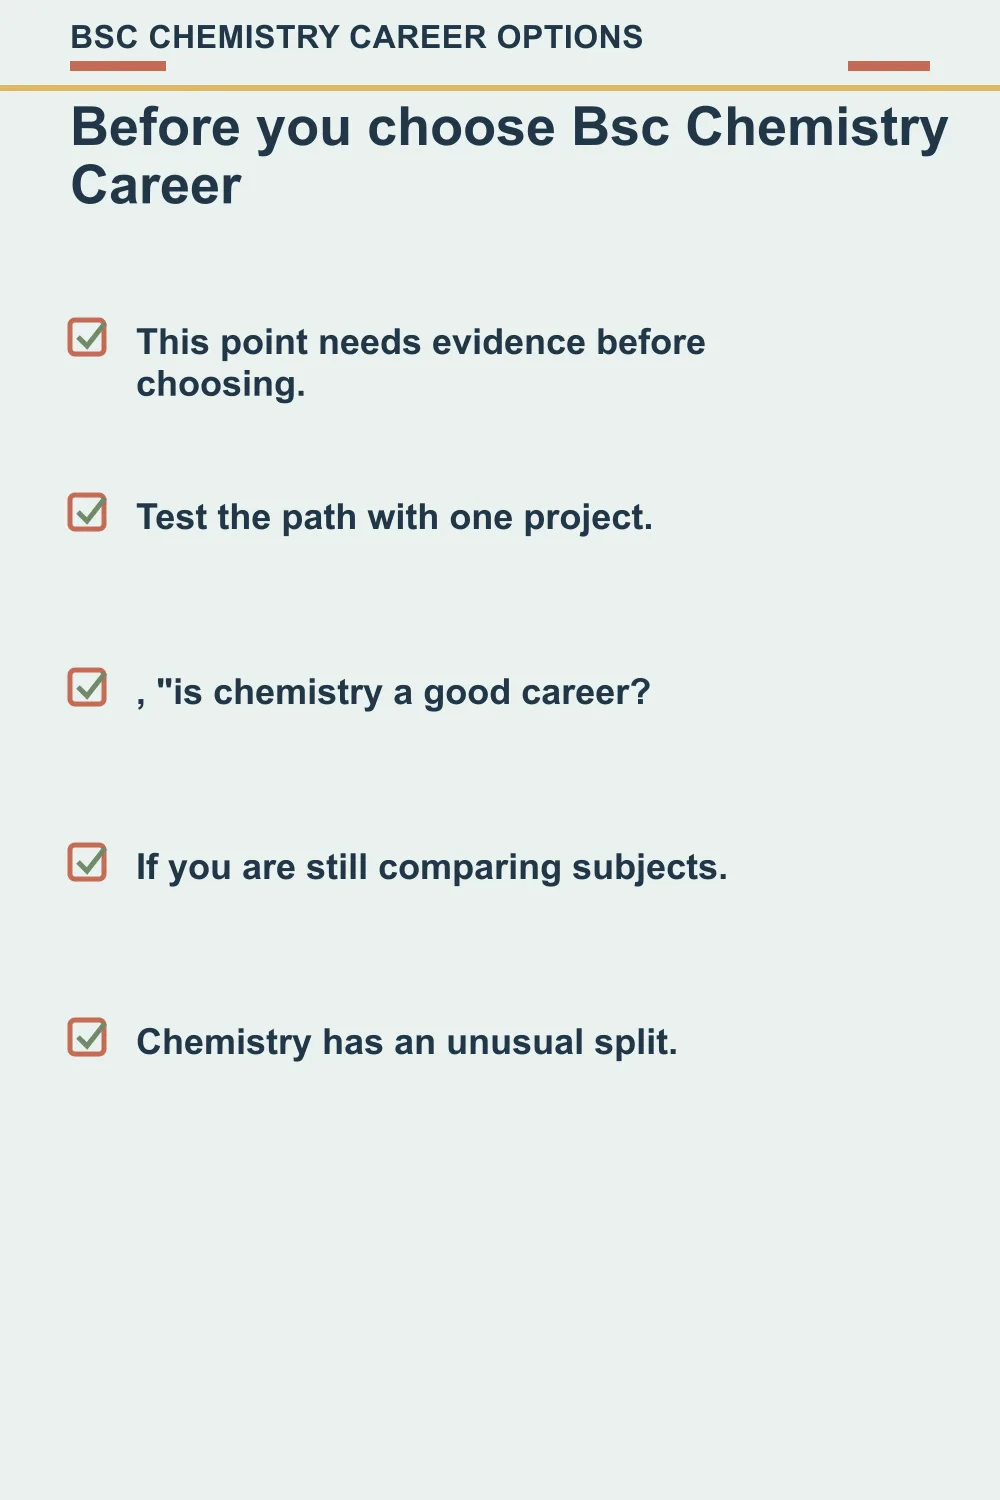 BSC CHEMISTRY CAREER OPTIONS
Before you choose Bsc Chemistry
Career
This point needs evidence before
choosing.
Test the path with one project.
, "is chemistry a good career?
If you are still comparing subjects.
Chemistry has an unusual split.